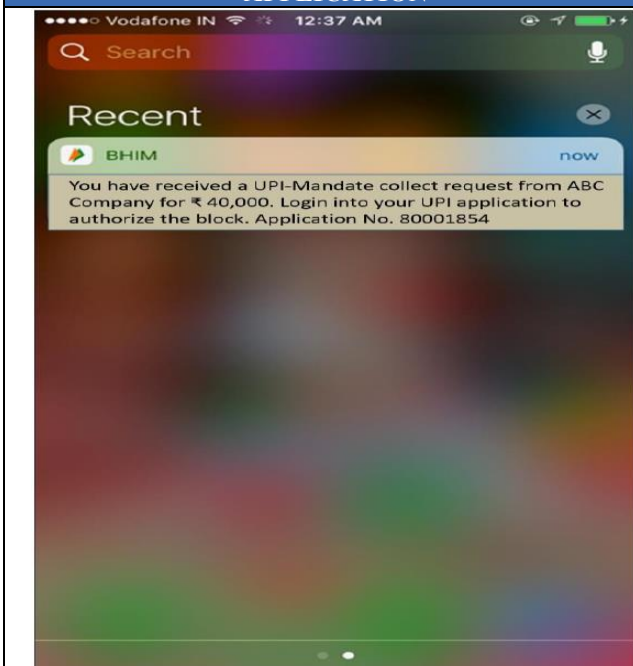 APPLICATION
Vodafone IN 12:37 AM
Search
Recent
BHIM now
You have received a UPI-Mandate collect request from ABC
Company for ₹ 40,000. Login into your UPI application to
authorize the block. Application No. 80001854